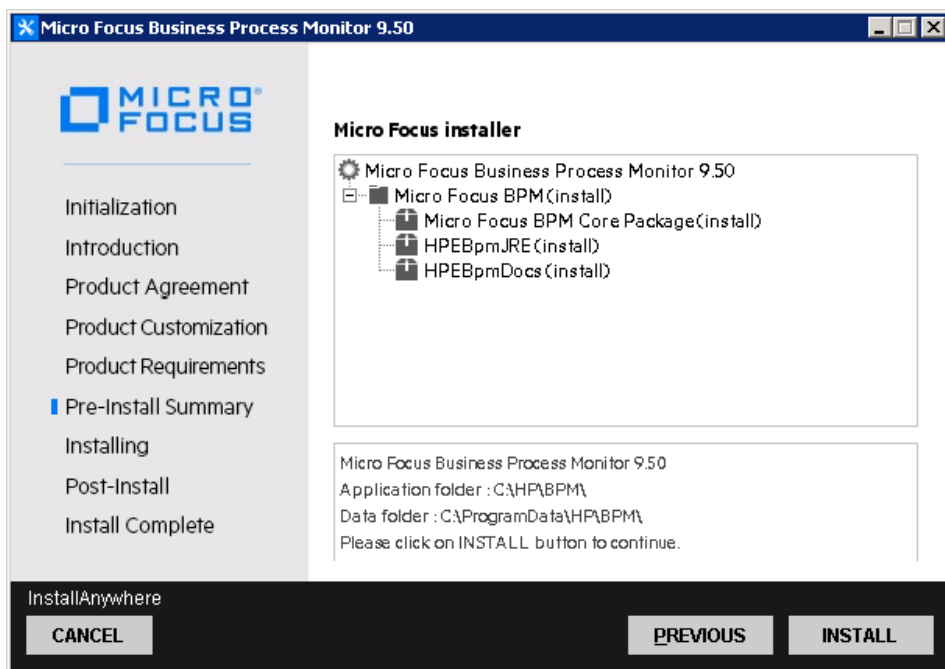 Micro Focus Business Process Monitor 9.50
MICRO
FOCUS
Initialization
Introduction
Product Agreement
Product Customization
Product Requirements
Pre-Install Summary
Installing
Post-Install
Install Complete
Micro Focus installer
Micro Focus Business Process Monitor 9.50
Micro Focus BPM(install)
Micro Focus BPM Core Package(install)
HPEBpmJRE(install)
HPEBpmDocs(install)
Micro Focus Business Process Monitor 9.50
Application folder : C:\HP\BPM\
Data folder : C:\ProgramData\HP\BPM\
Please click on INSTALL button to continue.
InstallAnywhere
CANCEL
PREVIOUS
INSTALL